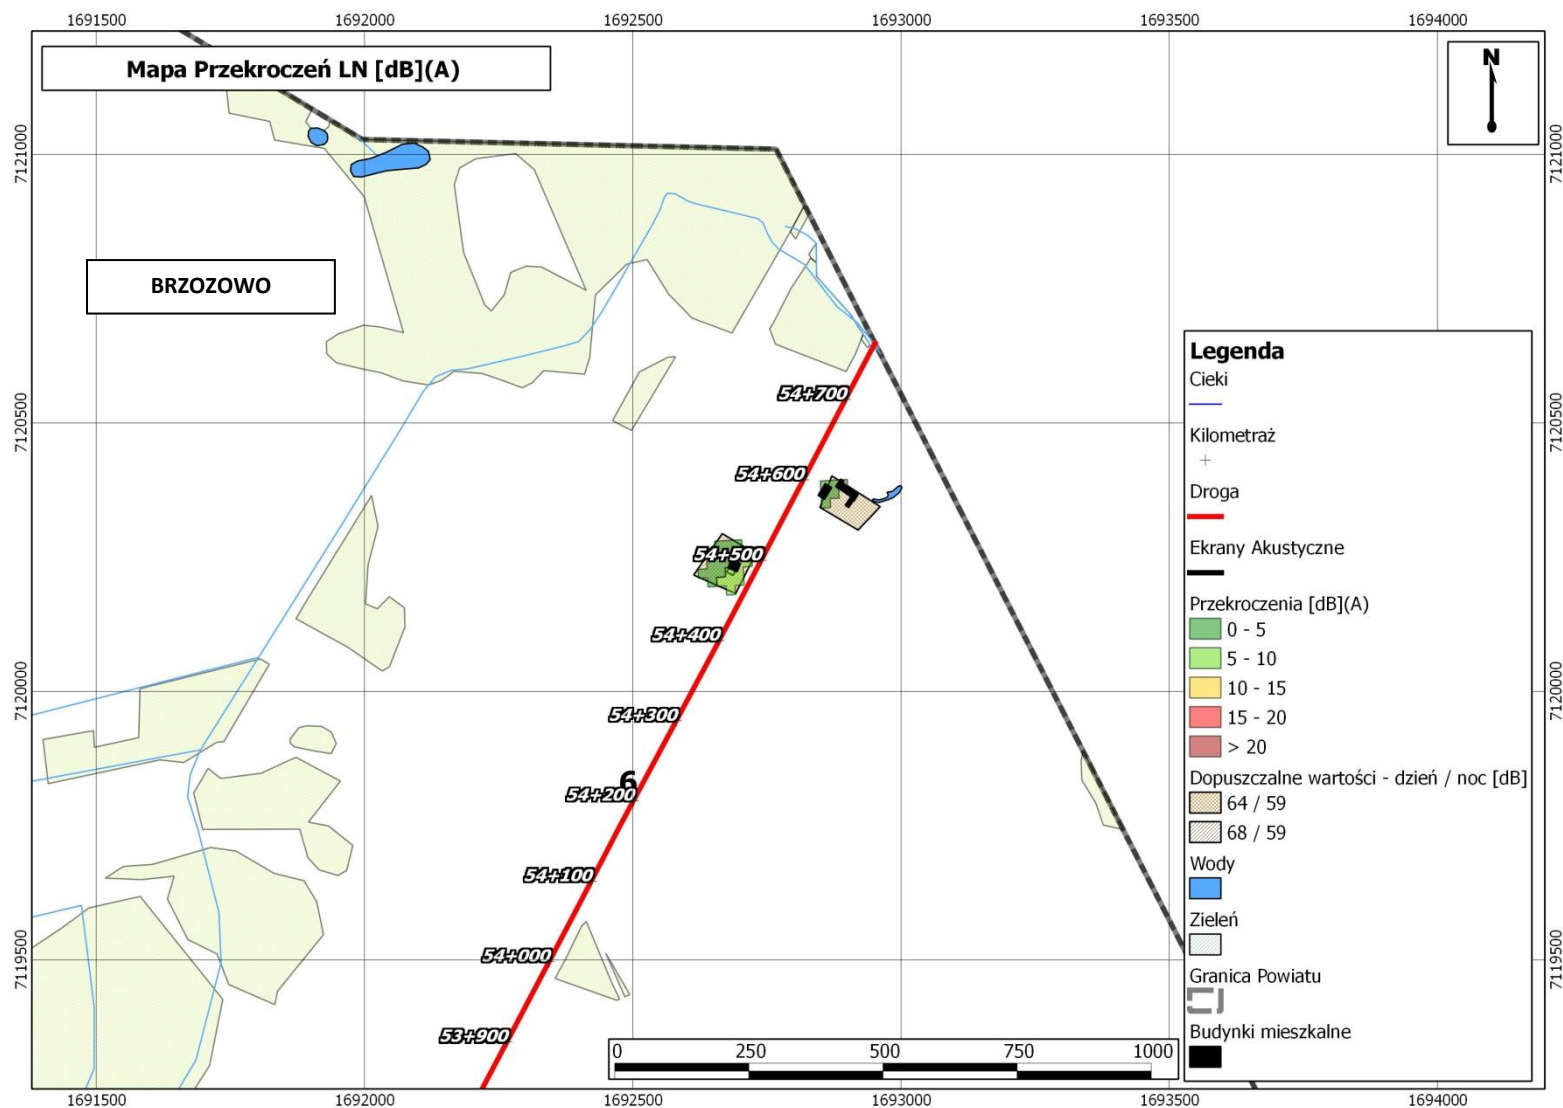 1691500 1692000 1692500 1693000 1693500 1694000
Mapa Przekroczeń LN [dB](A)
N
7121000 7121000
BRZOZOWO
54+700
7120500 7120500
54+600
54+500
54+400
7120000 7120000
54+300
6
54+200
54+100
54+000
7119500 7119500
53+900
Legenda
Cieki
Kilometraż
Droga
Ekrany Akustyczne
Przekroczenia [dB](A)
0 - 5
5 - 10
10 - 15
15 - 20
> 20
Dopuszczalne wartości - dzień / noc [dB]
64 / 59
68 / 59
Wody
Zieleń
Granica Powiatu
Budynki mieszkalne
0 250 500 750 1000
1691500 1692000 1692500 1693000 1693500 1694000